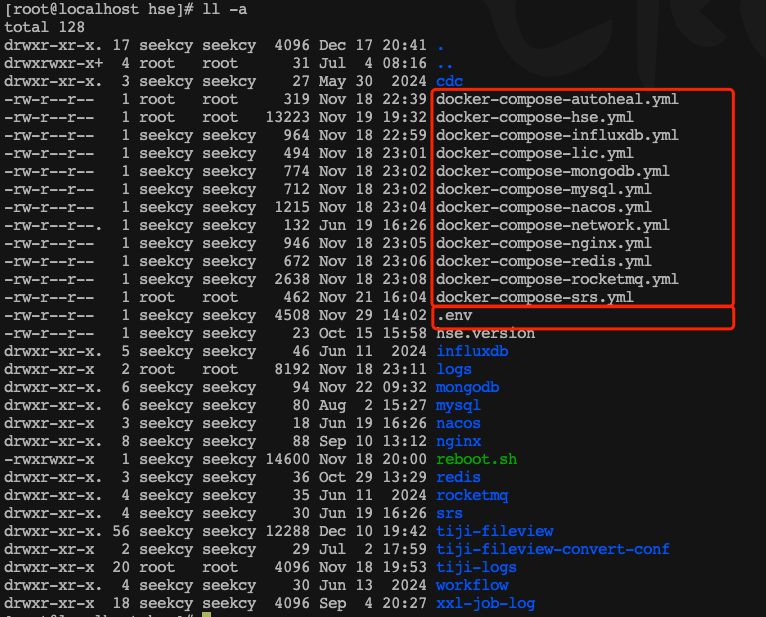 [root@localhost hse]# ll -a
total 128
drwxr-xr-x. 17 seekcy seekcy  4096 Dec 17 20:41 .
drwxrwxr-x+  4 root   root      31 Jul  4 08:16 ..
drwxr-xr-x.  3 seekcy seekcy    27 May 30  2024 cdc
-rw-r--r--   1 root   root     319 Nov 18 22:39 docker-compose-autoheal.yml
-rw-r--r--   1 root   root   13223 Nov 19 19:32 docker-compose-hse.yml
-rw-r--r--   1 seekcy seekcy   964 Nov 18 22:59 docker-compose-influxdb.yml
-rw-r--r--   1 seekcy seekcy   494 Nov 18 23:01 docker-compose-lic.yml
-rw-r--r--   1 seekcy seekcy   774 Nov 18 23:02 docker-compose-mongodb.yml
-rw-r--r--   1 seekcy seekcy   712 Nov 18 23:02 docker-compose-mysql.yml
-rw-r--r--   1 seekcy seekcy  1215 Nov 18 23:04 docker-compose-nacos.yml
-rw-r--r--.  1 seekcy seekcy   132 Jun 19 16:26 docker-compose-network.yml
-rw-r--r--   1 seekcy seekcy   946 Nov 18 23:05 docker-compose-nginx.yml
-rw-r--r--   1 seekcy seekcy   672 Nov 18 23:06 docker-compose-redis.yml
-rw-r--r--   1 seekcy seekcy  2638 Nov 18 23:08 docker-compose-rocketmq.yml
-rw-r--r--   1 root   root     462 Nov 21 16:04 docker-compose-srs.yml
-rw-r--r--   1 seekcy seekcy  4508 Nov 29 14:02 .env
-rw-r--r--   1 seekcy seekcy    23 Oct 15 15:58 hse.version
drwxr-xr-x.  5 seekcy seekcy    46 Jun 11  2024 influxdb
drwxr-xr-x   2 root   root    8192 Nov 18 23:11 logs
drwxr-xr-x.  6 seekcy seekcy    94 Nov 22 09:32 mongodb
drwxr-xr-x.  6 seekcy seekcy    80 Aug  2 15:27 mysql
drwxr-xr-x   3 seekcy seekcy    18 Jun 19 16:26 nacos
drwxr-xr-x.  8 seekcy seekcy    88 Sep 10 13:12 nginx
-rwxrwxr-x   1 seekcy seekcy 14600 Nov 18 20:00 reboot.sh
drwxr-xr-x.  3 seekcy seekcy    36 Oct 29 13:29 redis
drwxr-xr-x.  4 seekcy seekcy    35 Jun 11  2024 rocketmq
drwxr-xr-x.  4 seekcy seekcy    30 Jun 19 16:26 srs
drwxr-xr-x. 56 seekcy seekcy 12288 Dec 10 19:42 tiji-fileview
drwxr-xr-x   2 seekcy seekcy    29 Jul  2 17:59 tiji-fileview-convert-conf
drwxr-xr-x  20 root   root    4096 Nov 18 19:53 tiji-logs
drwxr-xr-x.  4 seekcy seekcy    30 Jun 13  2024 workflow
drwxr-xr-x  18 seekcy seekcy  4096 Sep  4 20:27 xxl-job-log